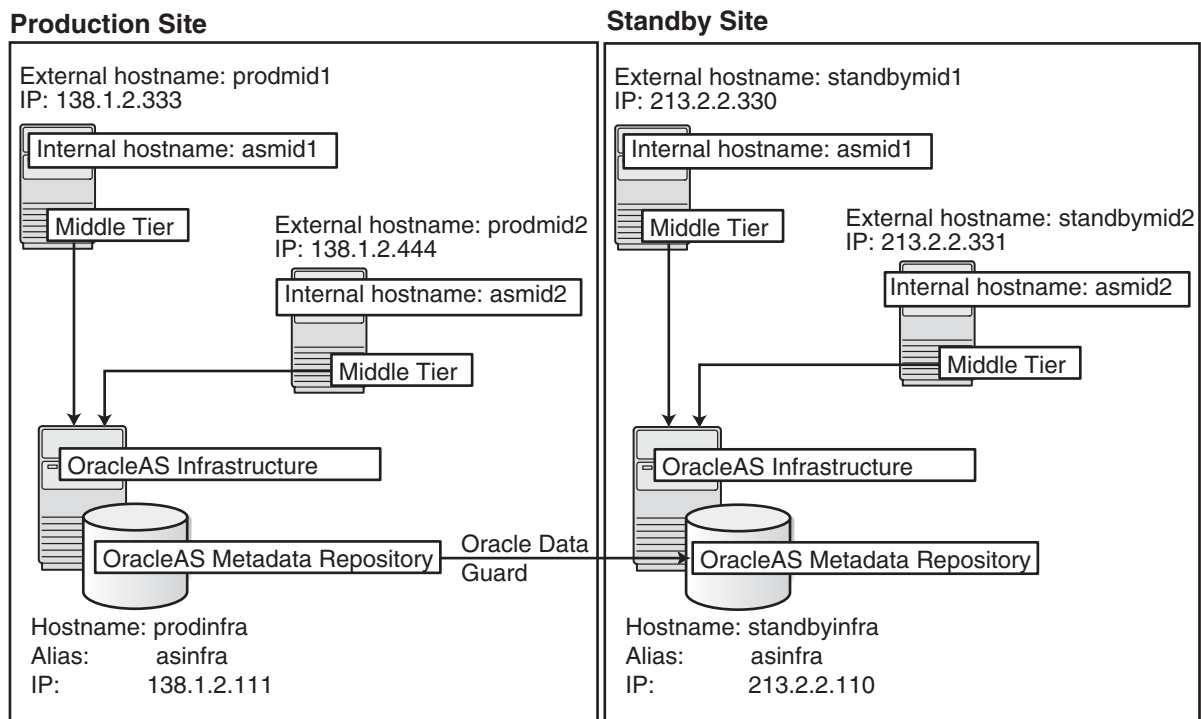 Production Site
External hostname: prodmid1
IP: 138.1.2.333
Internal hostname: asmid1
Middle Tier
External hostname: prodmid2
IP: 138.1.2.444
Internal hostname: asmid2
Middle Tier
OracleAS Infrastructure
OracleAS Metadata Repository
Oracle Data
Guard
Hostname: prodinfra
Alias: asinfra
IP: 138.1.2.111
Standby Site
External hostname: standbymid1
IP: 213.2.2.330
Internal hostname: asmid1
Middle Tier
External hostname: standbymid2
IP: 213.2.2.331
Internal hostname: asmid2
Middle Tier
OracleAS Infrastructure
OracleAS Metadata Repository
Hostname: standbyinfra
Alias: asinfra
IP: 213.2.2.110